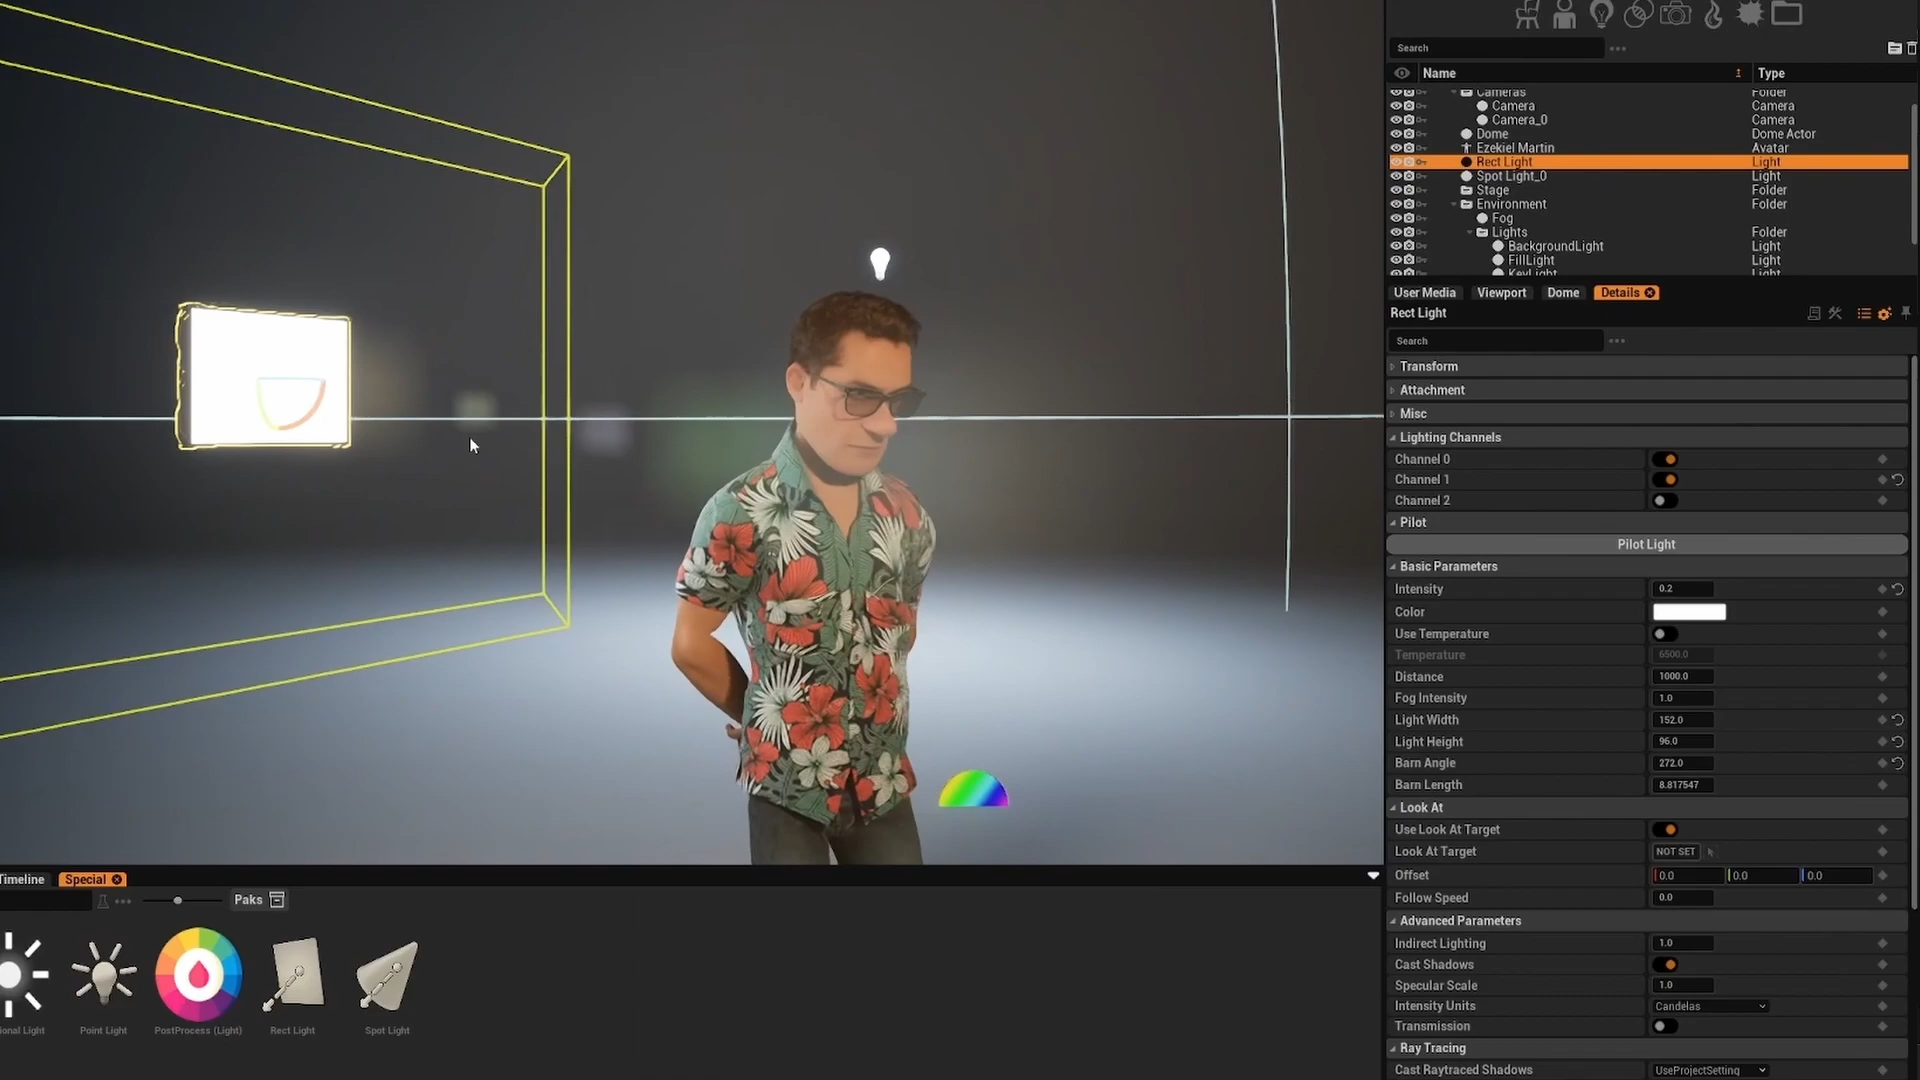 Search
Name Type
Cameras Folder
Camera Camera
Camera_0 Camera
Dome Dome Actor
Ezekiel Martin Avatar
Rect Light Light
Spot Light_0 Light
Stage Folder
Environment Folder
Fog
Lights Folder
BackgroundLight Light
FillLight Light
KeyLight Light
User Media Viewport Dome Details
Rect Light
Search
Transform
Attachment
Misc
Lighting Channels
Channel 0
Channel 1
Channel 2
Pilot
Pilot Light
Basic Parameters
Intensity 0.2
Color
Use Temperature
Temperature 6500.0
Distance 1000.0
Fog Intensity 1.0
Light Width 152.0
Light Height 96.0
Barn Angle 272.0
Barn Length 8.817547
Look At
Use Look At Target
Look At Target NOT SET
Offset 0.0 0.0 0.0
Follow Speed 0.0
Advanced Parameters
Indirect Lighting 1.0
Cast Shadows
Specular Scale 1.0
Intensity Units Candelas
Transmission
Ray Tracing
Cast Raytraced Shadows UseProjectSetting
Timeline Special
Paks
ional Light Point Light PostProcess (Light) Rect Light Spot Light